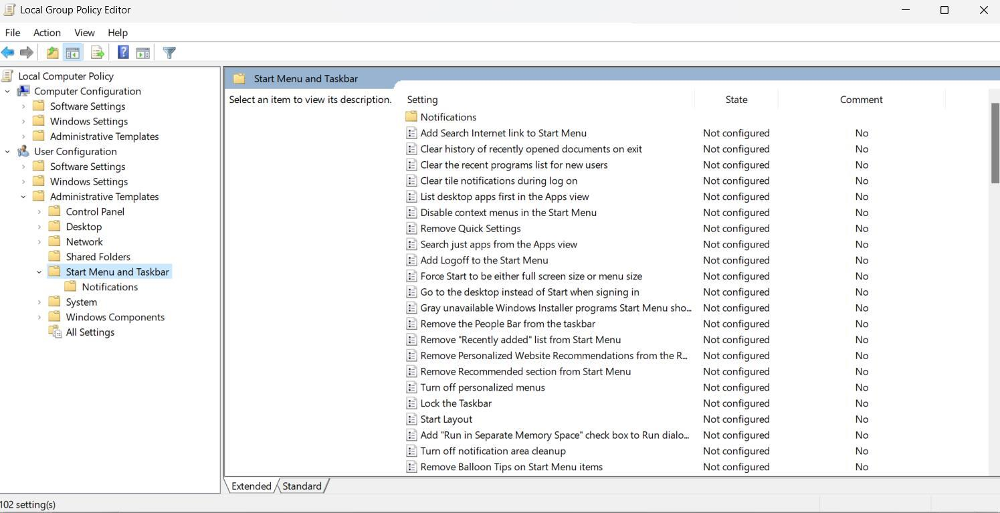 Local Group Policy Editor
File Action View Help
Local Computer Policy
Computer Configuration
Software Settings
Windows Settings
Administrative Templates
User Configuration
Software Settings
Windows Settings
Administrative Templates
Control Panel
Desktop
Network
Shared Folders
Start Menu and Taskbar
Notifications
System
Windows Components
All Settings
Start Menu and Taskbar
Select an item to view its description.
Setting State Comment
Notifications
Add Search Internet link to Start Menu Not configured No
Clear history of recently opened documents on exit Not configured No
Clear the recent programs list for new users Not configured No
Clear tile notifications during log on Not configured No
List desktop apps first in the Apps view Not configured No
Disable context menus in the Start Menu Not configured No
Remove Quick Settings Not configured No
Search just apps from the Apps view Not configured No
Add Logoff to the Start Menu Not configured No
Force Start to be either full screen size or menu size Not configured No
Go to the desktop instead of Start when signing in Not configured No
Gray unavailable Windows Installer programs Start Menu sho... Not configured No
Remove the People Bar from the taskbar Not configured No
Remove "Recently added" list from Start Menu Not configured No
Remove Personalized Website Recommendations from the R... Not configured No
Remove Recommended section from Start Menu Not configured No
Turn off personalized menus Not configured No
Lock the Taskbar Not configured No
Start Layout Not configured No
Add "Run in Separate Memory Space" check box to Run dialo... Not configured No
Turn off notification area cleanup Not configured No
Remove Balloon Tips on Start Menu items Not configured No
Extended Standard
102 setting(s)